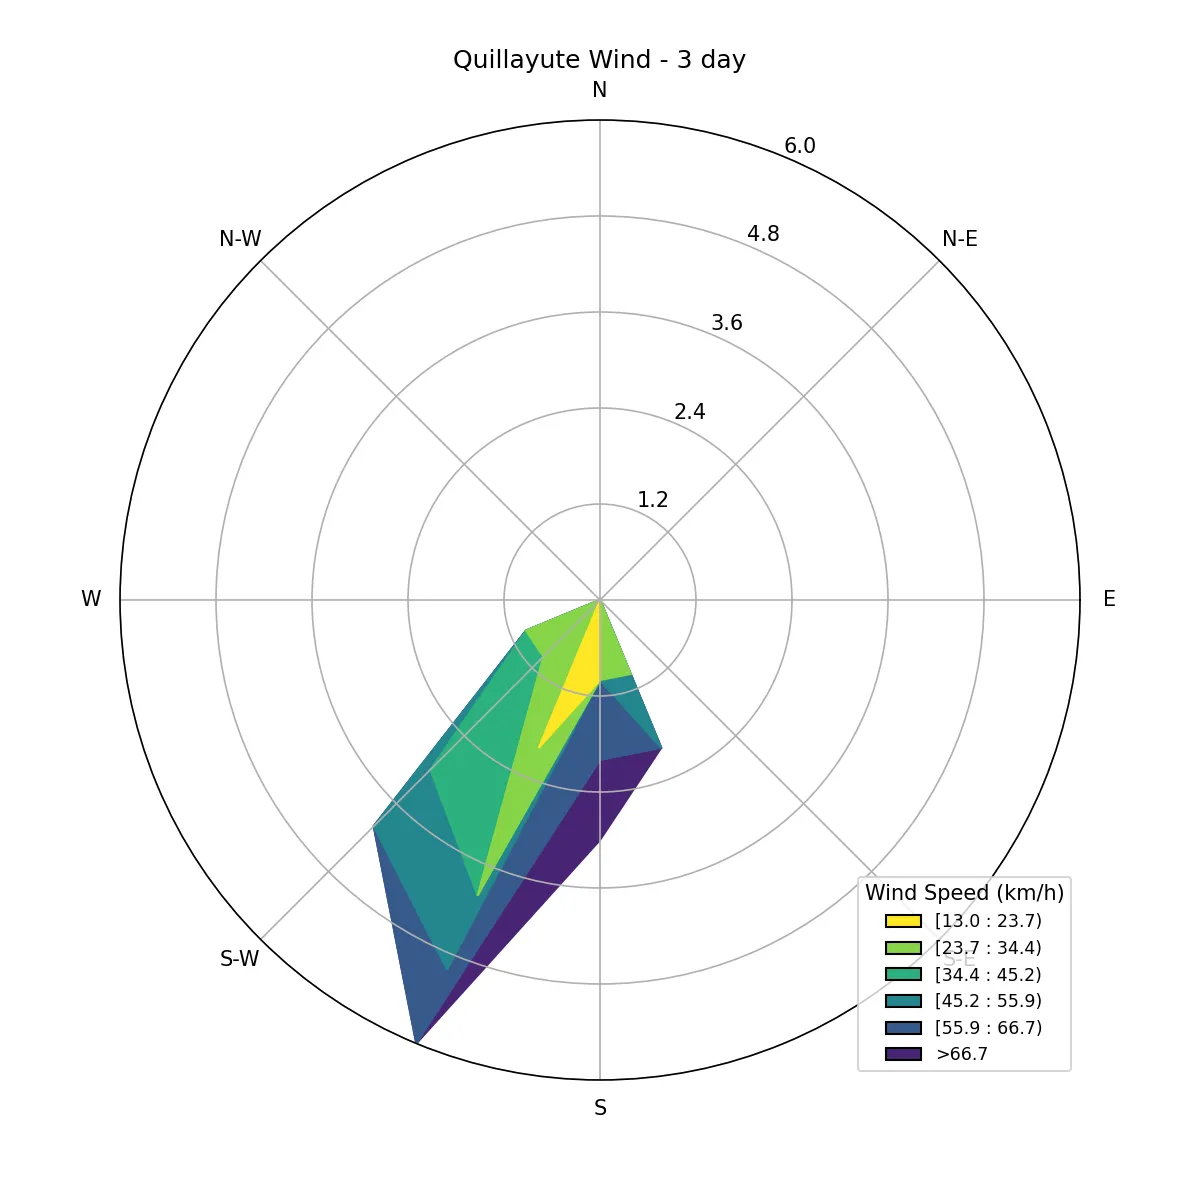 Quillayute Wind - 3 day
N
6.0
N-W
4.8
N-E
3.6
2.4
1.2
W
E
Wind Speed (km/h)
[13.0 : 23.7)
[23.7 : 34.4)
S-W
S-E
[34.4 : 45.2)
[45.2 : 55.9)
[55.9 : 66.7)
>66.7
S